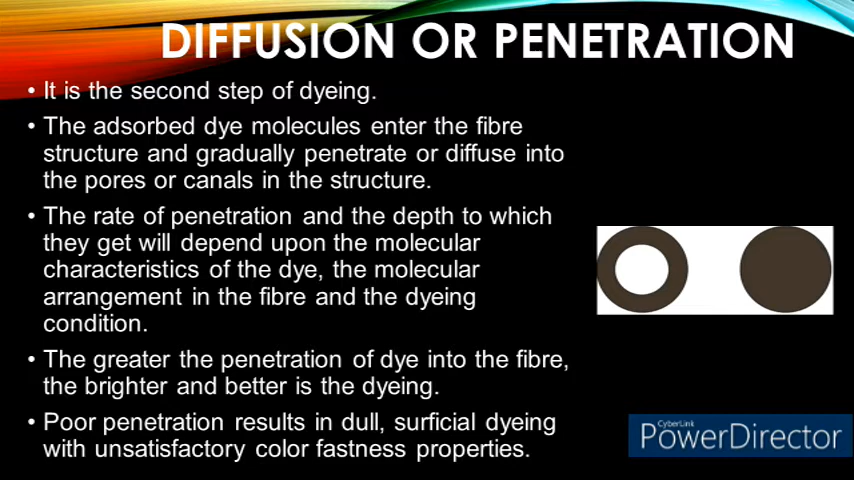 DIFFUSION OR PENETRATION
• It is the second step of dyeing.
• The adsorbed dye molecules enter the fibre
structure and gradually penetrate or diffuse into
the pores or canals in the structure.
• The rate of penetration and the depth to which
they get will depend upon the molecular
characteristics of the dye, the molecular
arrangement in the fibre and the dyeing
condition.
• The greater the penetration of dye into the fibre,
the brighter and better is the dyeing.
• Poor penetration results in dull, surficial dyeing
with unsatisfactory color fastness properties.
CyberLink
PowerDirector